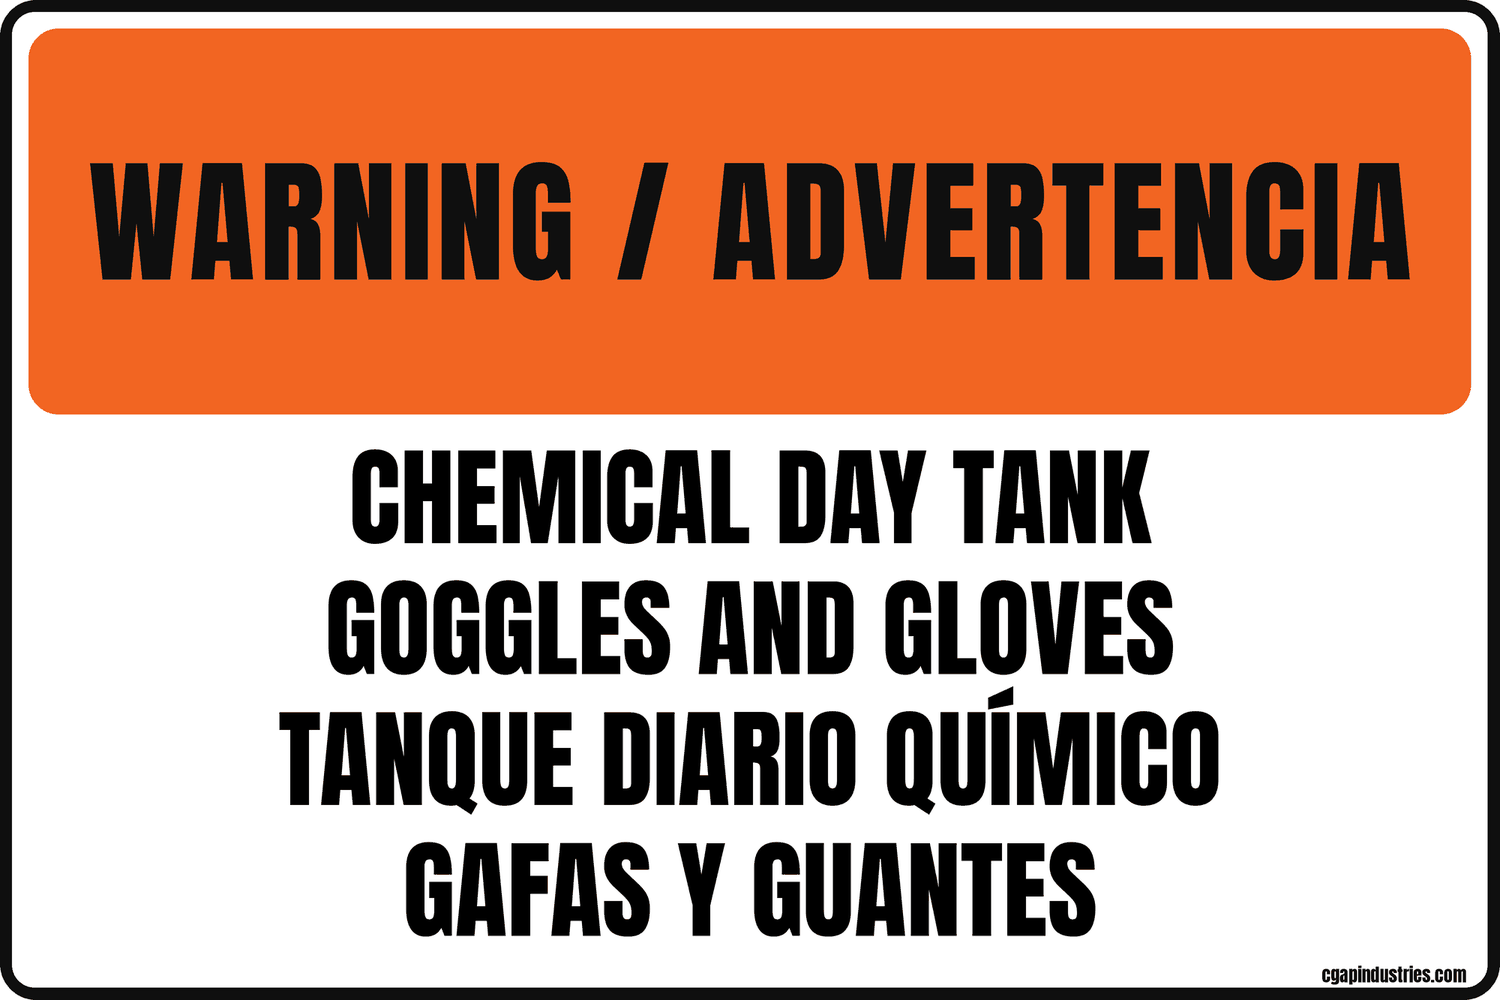 WARNING / ADVERTENCIA
CHEMICAL DAY TANK
GOGGLES AND GLOVES
TANQUE DIARIO QUÍMICO
GAFAS Y GUANTES
cgapindustries.com